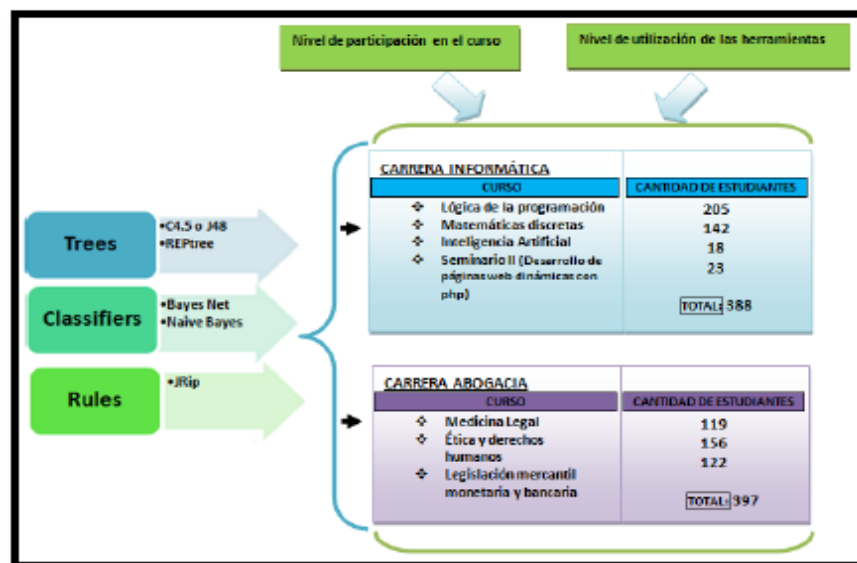 Nivel de participación en el curso
Nivel de utilización de las herramientas
Trees
•C4.5 o J48
•REPtree
Classifiers
•Bayes Net
•Naive Bayes
Rules
•JRip
CARRERA INFORMÁTICA
CURSO
CANTIDAD DE ESTUDIANTES
❖ Lógica de la programación
205
❖ Matemáticas discretas
142
❖ Inteligencia Artificial
18
❖ Seminario II (Desarrollo de
páginas web dinámicas con
php)
23
TOTAL: 388
CARRERA ABOGACIA
CURSO
CANTIDAD DE ESTUDIANTES
❖ Medicina Legal
119
❖ Ética y derechos
humanos
156
❖ Legislación mercantil
monetaria y bancaria
122
TOTAL: 397